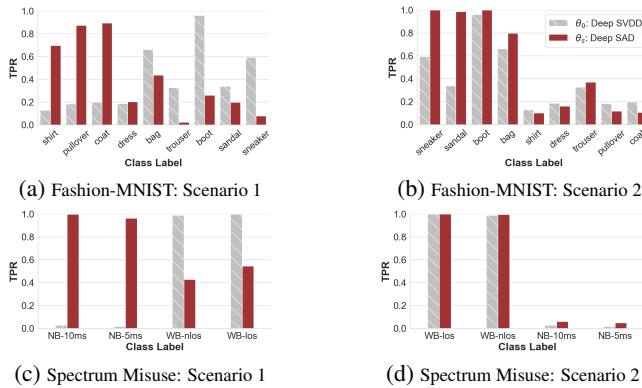 1.0
0.8
0.6
0.4
0.2
0.0
TPR
shirt pullover coat dress bag trouser boot sandal sneaker
Class Label
(a) Fashion-MNIST: Scenario 1
1.0
0.8
0.6
0.4
0.2
0.0
TPR
θ₀: Deep SVDD
θₛ: Deep SAD
sneaker sandal boot bag shirt dress trouser pullover coat
Class Label
(b) Fashion-MNIST: Scenario 2
1.0
0.8
0.6
0.4
0.2
0.0
TPR
NB-10ms NB-5ms WB-nlos WB-los
Class Label
(c) Spectrum Misuse: Scenario 1
1.0
0.8
0.6
0.4
0.2
0.0
TPR
WB-los WB-nlos NB-10ms NB-5ms
Class Label
(d) Spectrum Misuse: Scenario 2